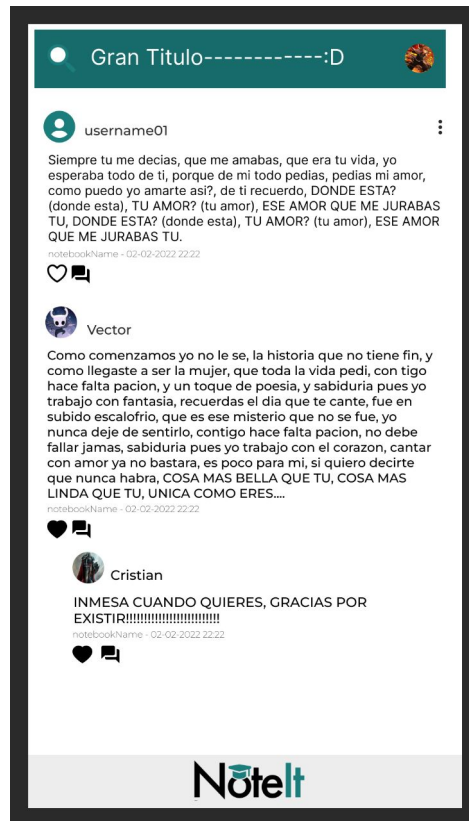 Gran Titulo------------:D
username01
Siempre tu me decias, que me amabas, que era tu vida, yo
esperaba todo de ti, porque de mi todo pedias, pedias mi amor,
como puedo yo amarte asi?, de ti recuerdo, DONDE ESTA?
(donde esta), TU AMOR? (tu amor), ESE AMOR QUE ME JURABAS
TU, DONDE ESTA? (donde esta), TU AMOR? (tu amor), ESE AMOR
QUE ME JURABAS TU.
notebookName - 02-02-2022 22:22
Vector
Como comenzamos yo no le se, la historia que no tiene fin, y
como llegaste a ser la mujer, que toda la vida pedi, con tigo
hace falta pacion, y un toque de poesia, y sabiduria pues yo
trabajo con fantasia, recuerdas el dia que te cante, fue en
subido escalofrio, que es ese misterio que no se fue, yo
nunca deje de sentirlo, contigo hace falta pacion, no debe
fallar jamas, sabiduria pues yo trabajo con el corazon, cantar
con amor ya no bastara, es poco para mi, si quiero decirte
que nunca habra, COSA MAS BELLA QUE TU, COSA MAS
LINDA QUE TU, UNICA COMO ERES....
notebookName - 02-02-2022 22:22
Cristian
INMESA CUANDO QUIERES, GRACIAS POR
EXISTIR!!!!!!!!!!!!!!!!!!!!!!!!!!
notebookName - 02-02-2022 22:22
NoteIt